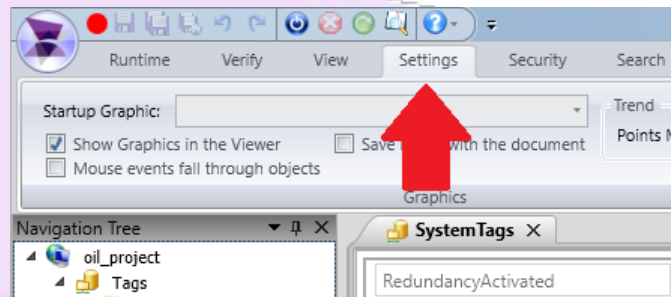 Runtime Verify View Settings Security Search
Startup Graphic: Trend
Show Graphics in the Viewer Save with the document Points
Mouse events fall through objects
Graphics
Navigation Tree SystemTags
oil_project
Tags RedundancyActivated